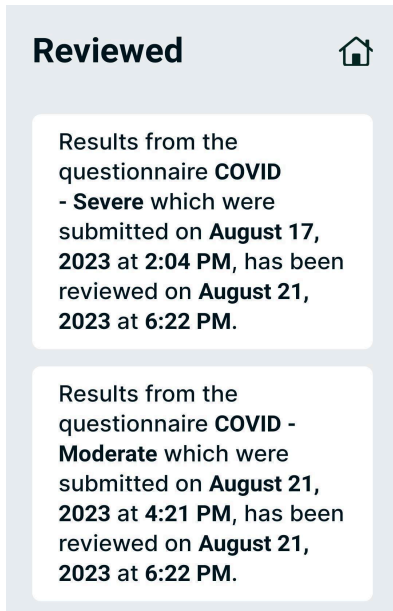 Reviewed
Results from the
questionnaire COVID
- Severe which were
submitted on August 17,
2023 at 2:04 PM, has been
reviewed on August 21,
2023 at 6:22 PM.
Results from the
questionnaire COVID -
Moderate which were
submitted on August 21,
2023 at 4:21 PM, has been
reviewed on August 21,
2023 at 6:22 PM.